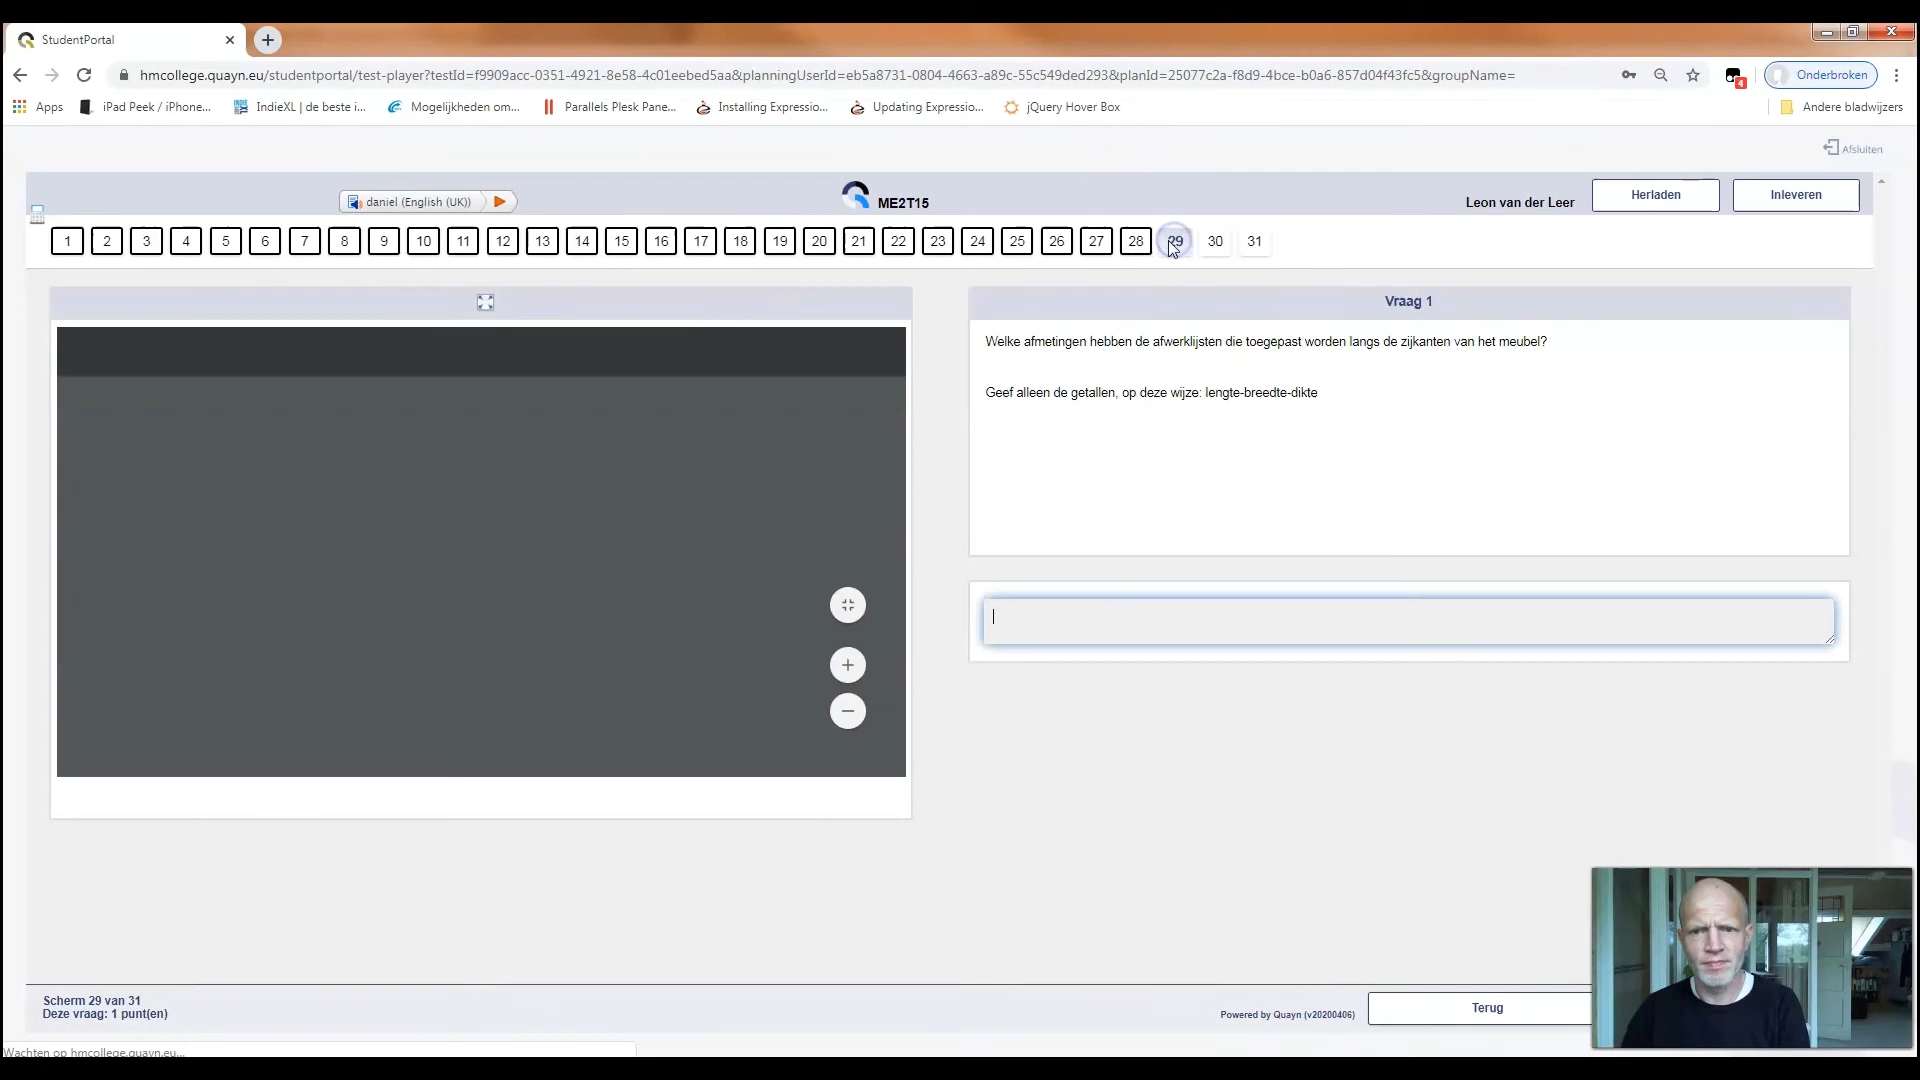 StudentPortal
hmcollege.quayn.eu/studentportal/test-player?testId=f9909acc-0351-4921-8e58-4c01eebed5aa&planningUserId=eb5a8731-0804-4663-a89c-55c549ded293&planId=25077c2a-f8d9-4bce-b0a6-857d04f43fc5&groupName=
4
Onderbroken
Apps
iPad Peek / iPhone...
IndieXL | de beste i...
Mogelijkheden om...
Parallels Plesk Pane...
Installing Expressio...
Updating Expressio...
jQuery Hover Box
Andere bladwijzers
Afsluiten
daniel (English (UK))
ME2T15
Leon van der Leer
Herladen
Inleveren
1 2 3 4 5 6 7 8 9 10 11 12 13 14 15 16 17 18 19 20 21 22 23 24 25 26 27 28 29 30 31
Vraag 1
Welke afmetingen hebben de afwerklijsten die toegepast worden langs de zijkanten van het meubel?
Geef alleen de getallen, op deze wijze: lengte-breedte-dikte
Scherm 29 van 31
Deze vraag: 1 punt(en)
Powered by Quayn (v20200406)
Terug
Wachten op hmcollege.quayn.eu...